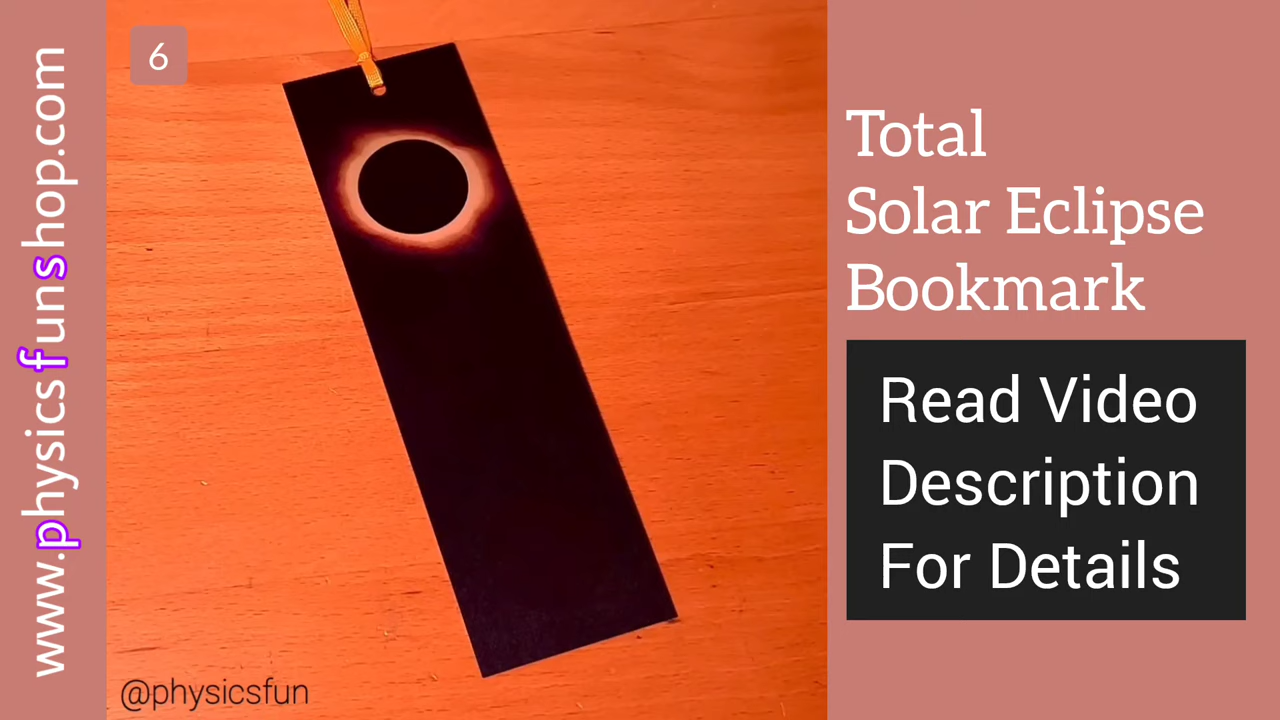 www.physicsfunshop.com
6
Total
Solar Eclipse
Bookmark
Read Video
Description
For Details
@physicsfun